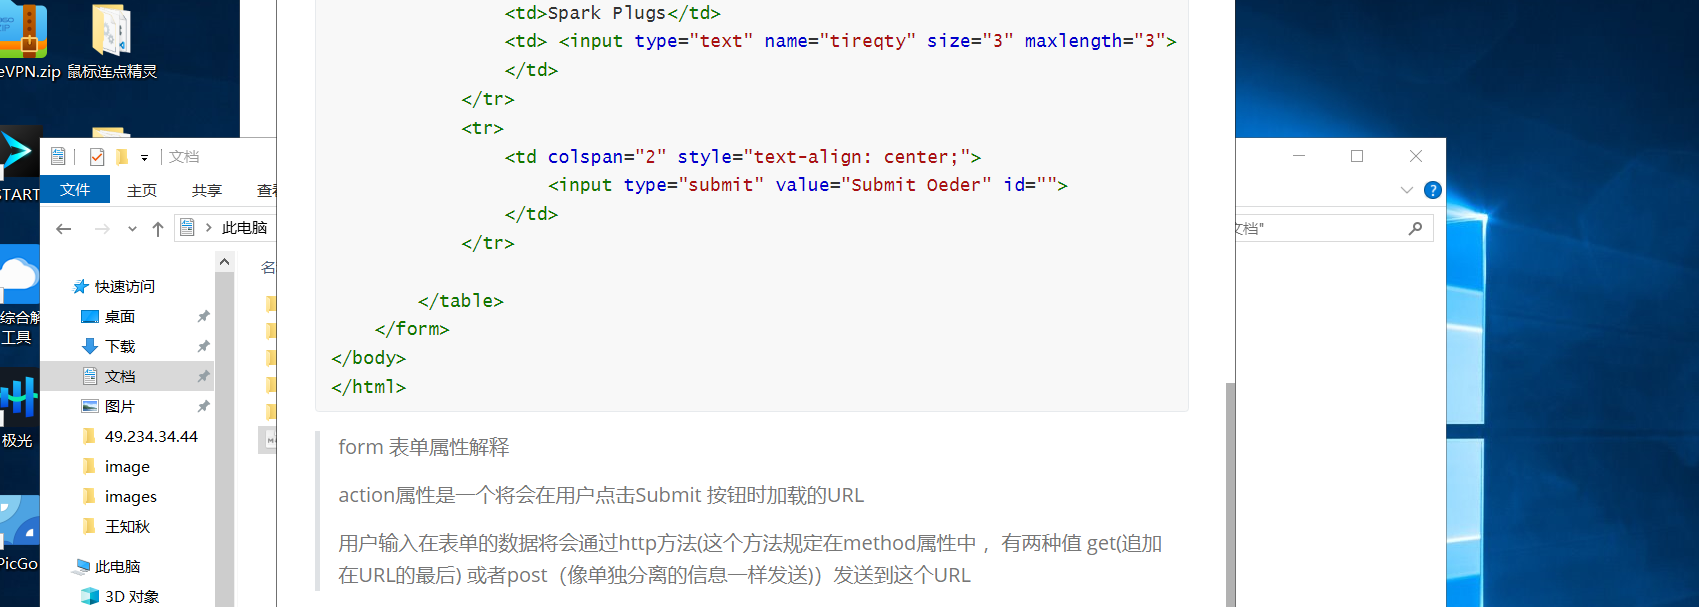 eVPN.zip
鼠标连点精灵
START
综合解
工具
极光
PicGo
文档
文件
主页
共享
查看
此电脑
名
快速访问
桌面
下载
文档
图片
49.234.34.44
image
images
王知秋
此电脑
3D 对象
<td>Spark Plugs</td>
<td> <input type="text" name="tireqty" size="3" maxlength="3">
</td>
</tr>
<tr>
<td colspan="2" style="text-align: center;">
<input type="submit" value="Submit Oeder" id="">
</td>
</tr>
</table>
</form>
</body>
</html>
form 表单属性解释
action属性是一个将会在用户点击Submit 按钮时加载的URL
用户输入在表单的数据将会通过http方法(这个方法规定在method属性中 ，有两种值 get(追加
在URL的最后) 或者post（像单独分离的信息一样发送)）发送到这个URL
文档"
?